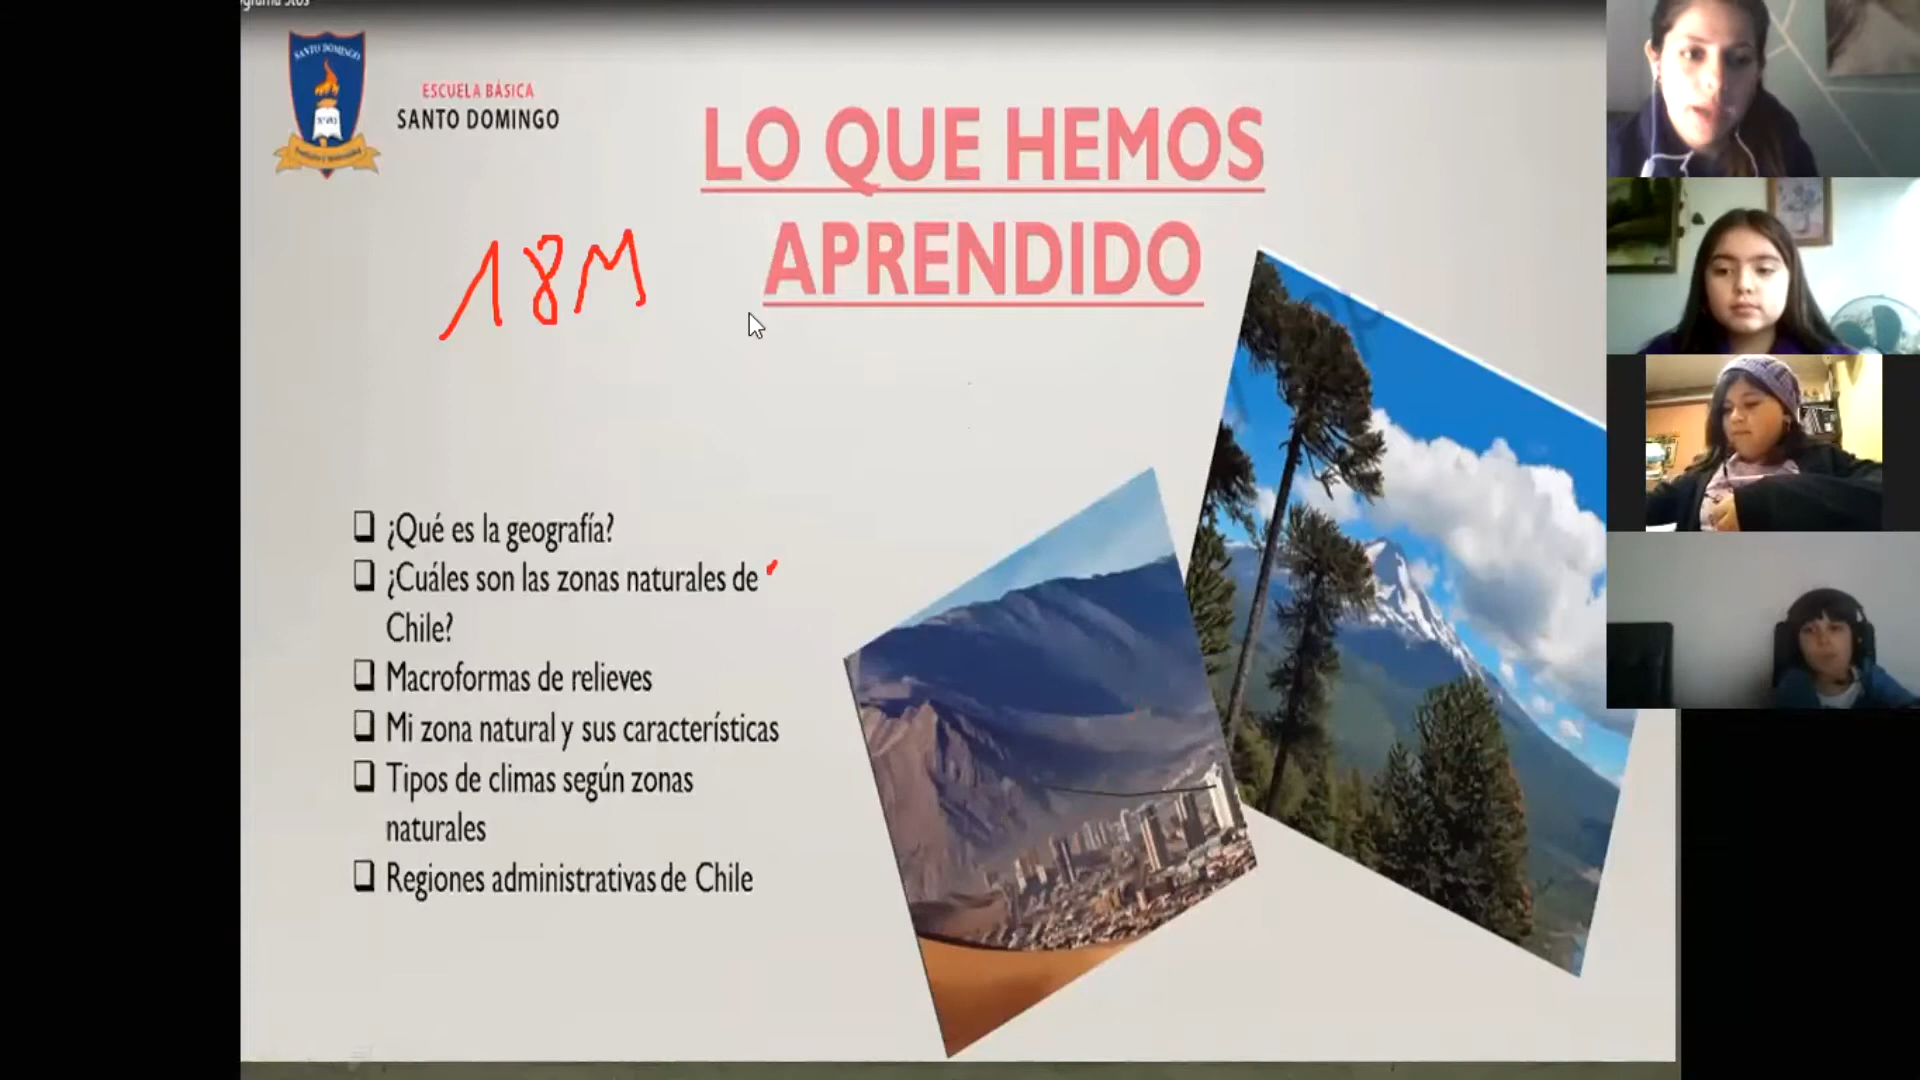 SANTO DOMINGO
ESCUELA BÁSICA
SANTO DOMINGO
LO QUE HEMOS
APRENDIDO
18M
❑ ¿Qué es la geografía?
❑ ¿Cuáles son las zonas naturales de
Chile?
❑ Macroformas de relieves
❑ Mi zona natural y sus características
❑ Tipos de climas según zonas
naturales
❑ Regiones administrativas de Chile